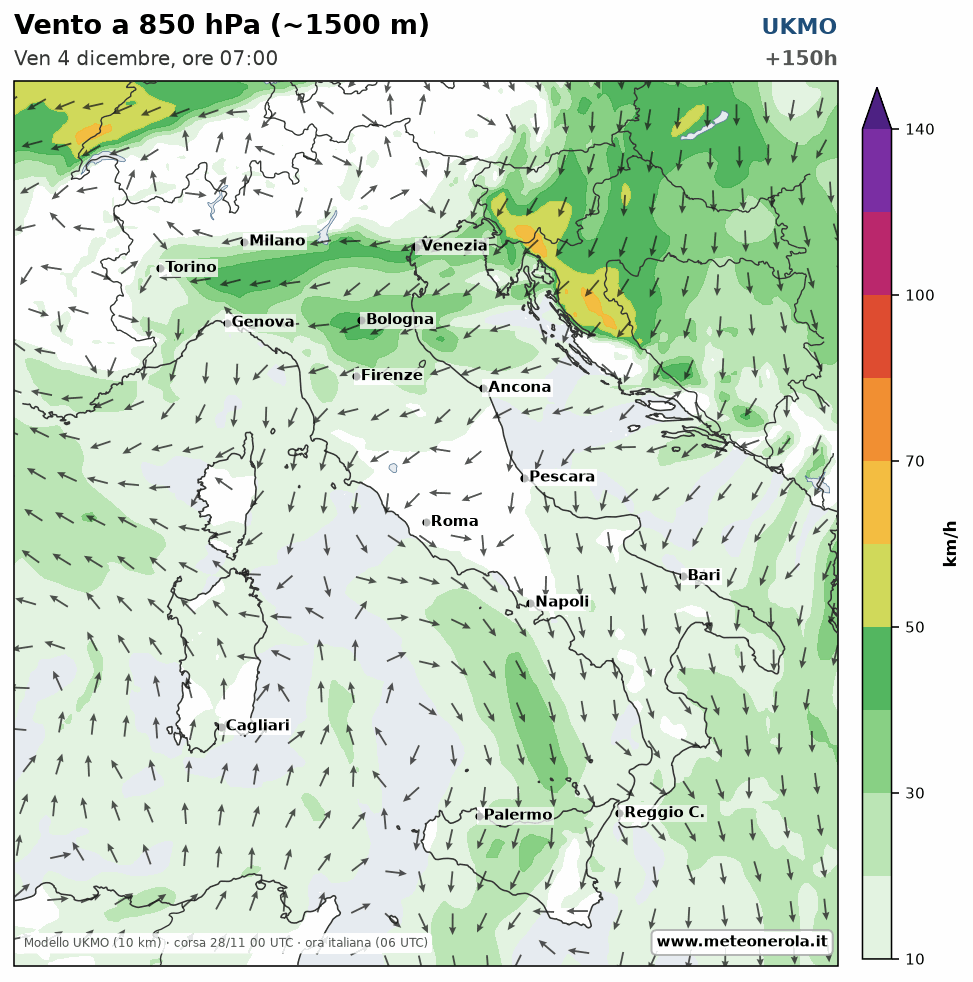 Vento a 850 hPa (~1500 m)
UKMO
Ven 4 dicembre, ore 07:00
+150h
140
Milano
Venezia
Torino
100
Genova
Bologna
Firenze
Ancona
70
Pescara
Roma
km/h
Bari
Napoli
50
Cagliari
30
Palermo
Reggio C.
Modello UKMO (10 km) · corsa 28/11 00 UTC · ora italiana (06 UTC)
www.meteonerola.it
10